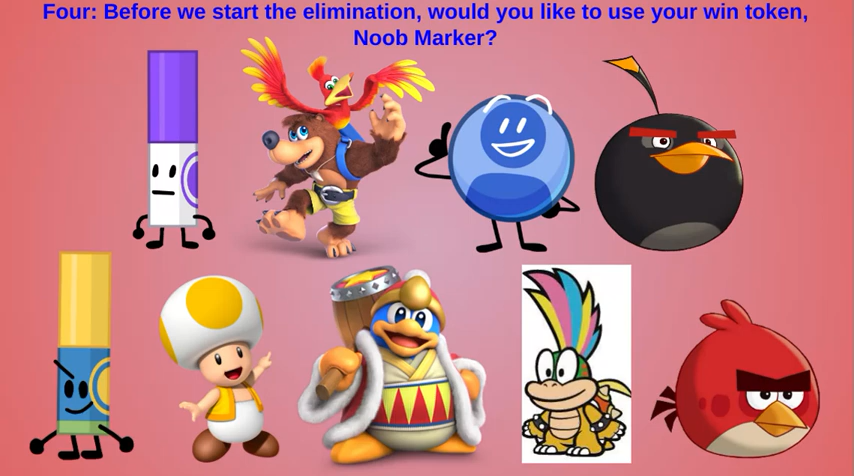 Four: Before we start the elimination, would you like to use your win token,
Noob Marker?